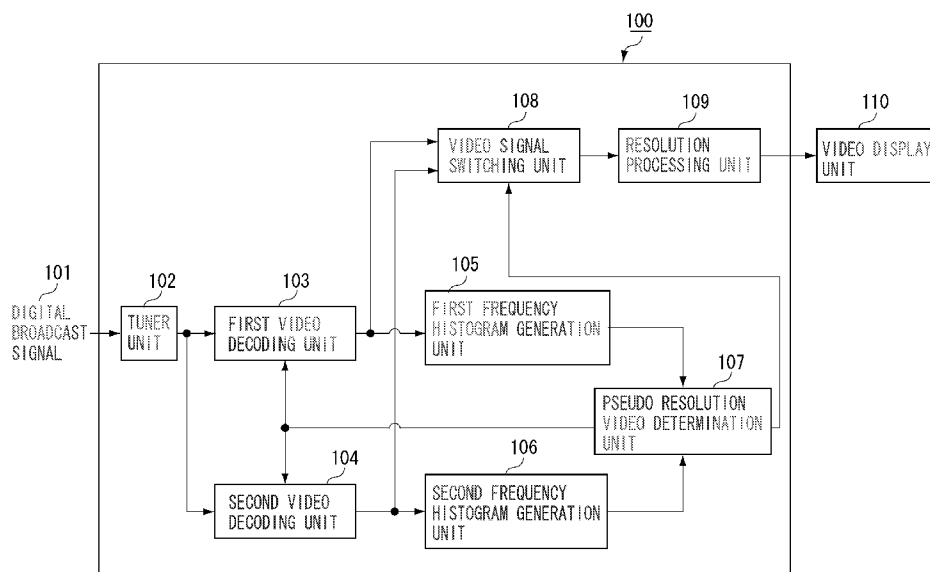 100
108
VIDEO SIGNAL
SWITCHING UNIT
109
RESOLUTION
PROCESSING UNIT
110
VIDEO DISPLAY
UNIT
101
DIGITAL
BROADCAST
SIGNAL
102
TUNER
UNIT
103
FIRST VIDEO
DECODING UNIT
105
FIRST FREQUENCY
HISTOGRAM GENERATION
UNIT
107
PSEUDO RESOLUTION
VIDEO DETERMINATION
UNIT
104
SECOND VIDEO
DECODING UNIT
106
SECOND FREQUENCY
HISTOGRAM GENERATION
UNIT